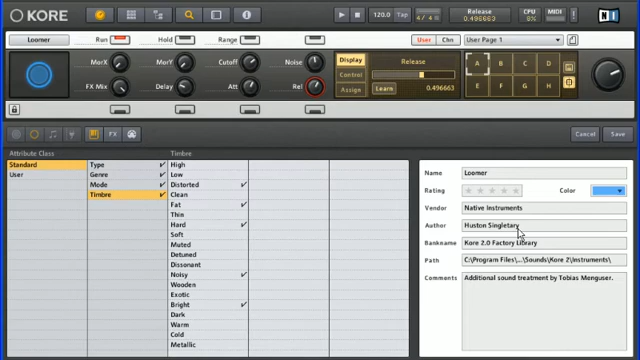 KORE
120.0
Tap
4 / 4
Release
0.496663
CPU
0%
MIDI
NI
Loomer
Run
Hold
Range
User
Chn
User Page 1
MorX
MorY
Cutoff
Noise
FX Mix
Delay
Att
Rel
Display
Control
Assign
Release
Learn
0.496663
A B C D
E F G H
FX
Cancel
Save
Attribute Class
Timbre
Standard
User
Type
Genre
Mode
Timbre
High
Low
Distorted
Clean
Fat
Thin
Hard
Soft
Muted
Detuned
Dissonant
Noisy
Wooden
Exotic
Bright
Dark
Warm
Cold
Metallic
Name Loomer
Rating
Color
Vendor Native Instruments
Author Huston Singletary
Bankname Kore 2.0 Factory Library
Path C:\Program Files\...\Sounds\Kore 2\Instruments\
Comments Additional sound treatment by Tobias Menguser.